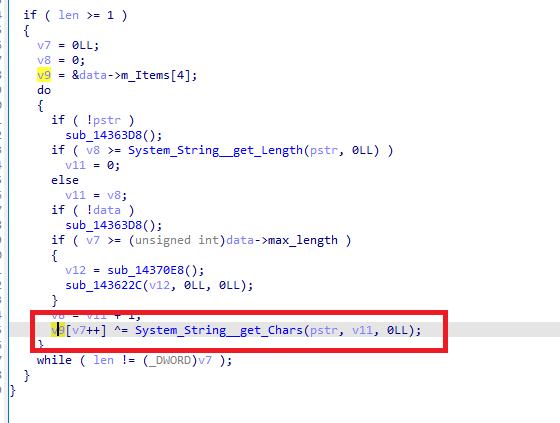 if ( len >= 1 )
{
v7 = 0LL;
v8 = 0;
v9 = &data->m_Items[4];
do
{
if ( !pstr )
sub_14363D8();
if ( v8 >= System_String__get_Length(pstr, 0LL) )
v11 = 0;
else
v11 = v8;
if ( !data )
sub_14363D8();
if ( v7 >= (unsigned int)data->max_length )
{
v12 = sub_14370E8();
sub_143622C(v12, 0LL, 0LL);
}
v8 = v11 + 1;
v9[v7++] ^= System_String__get_Chars(pstr, v11, 0LL);
}
while ( len != (_DWORD)v7 );
}
}